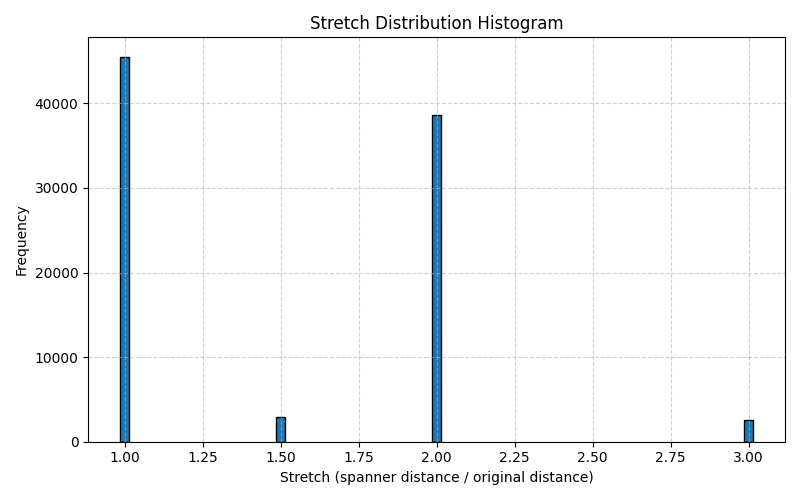 Stretch Distribution Histogram
Frequency
40000
30000
20000
10000
0
1.00 1.25 1.50 1.75 2.00 2.25 2.50 2.75 3.00
Stretch (spanner distance / original distance)